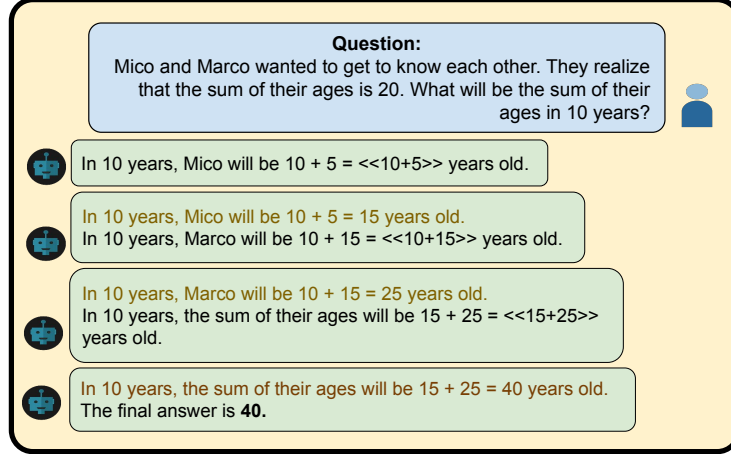 Question:
Mico and Marco wanted to get to know each other. They realize
that the sum of their ages is 20. What will be the sum of their
ages in 10 years?
In 10 years, Mico will be 10 + 5 = <<10+5>> years old.
In 10 years, Mico will be 10 + 5 = 15 years old.
In 10 years, Marco will be 10 + 15 = <<10+15>> years old.
In 10 years, Marco will be 10 + 15 = 25 years old.
In 10 years, the sum of their ages will be 15 + 25 = <<15+25>>
years old.
In 10 years, the sum of their ages will be 15 + 25 = 40 years old.
The final answer is 40.